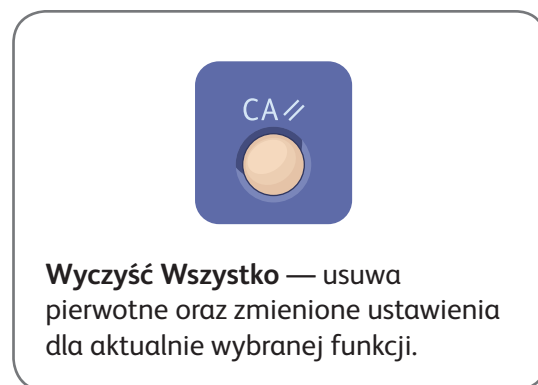 CA //
Wyczyść Wszystko — usuwa
pierwotne oraz zmienione ustawienia
dla aktualnie wybranej funkcji.